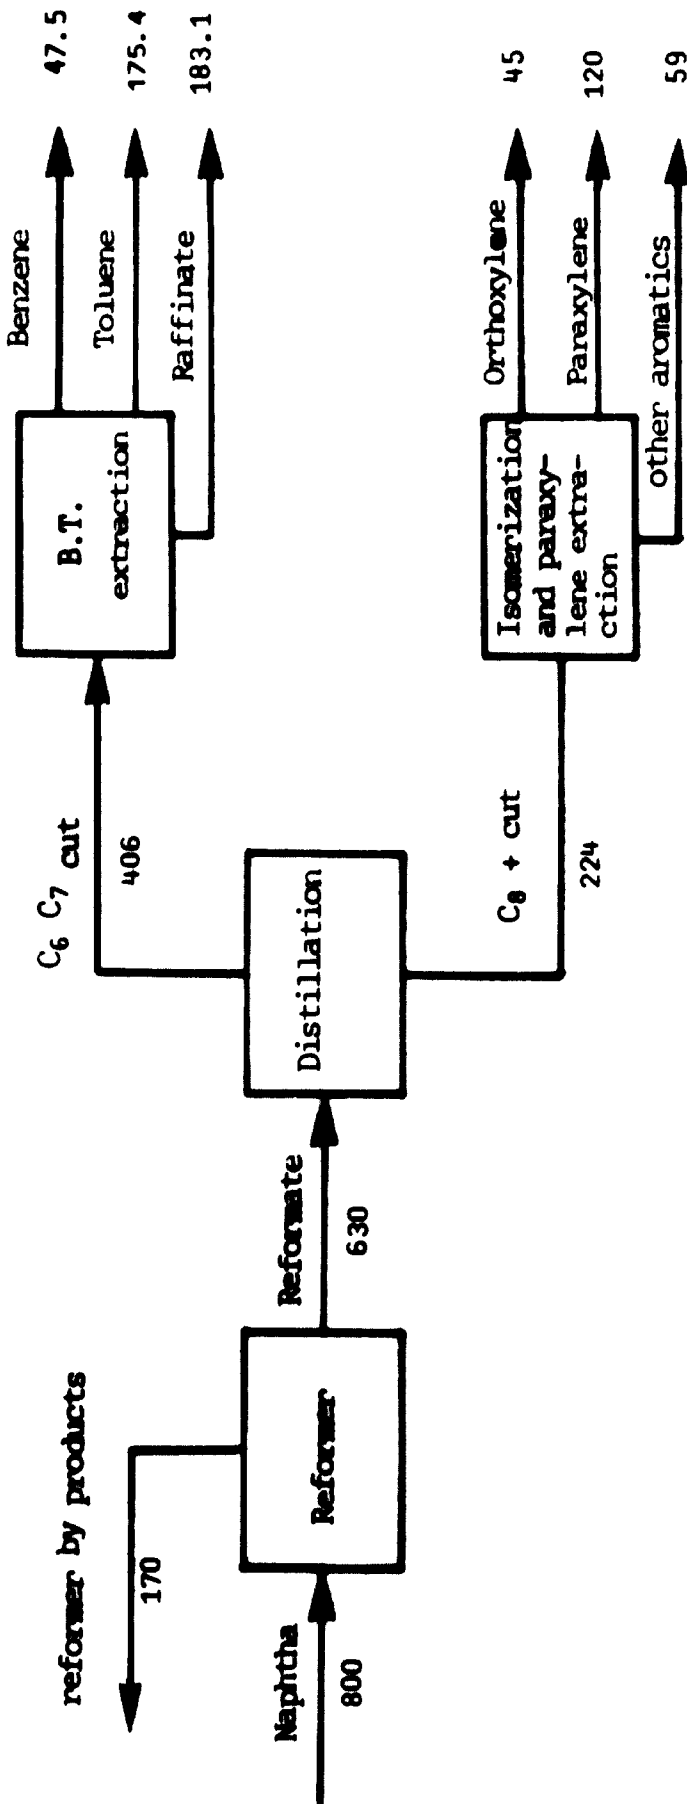 Naphtha
800
Reformer
reformer by products
170
Reformate
630
Distillation
C₆ C₇ cut
406
C₈ + cut
224
B.T.
extraction
Benzene
47.5
Toluene
175.4
Raffinate
183.1
Isomerization
and paraxy-
lene extra-
ction
Orthoxylene
45
Paraxylene
120
other aromatics
59